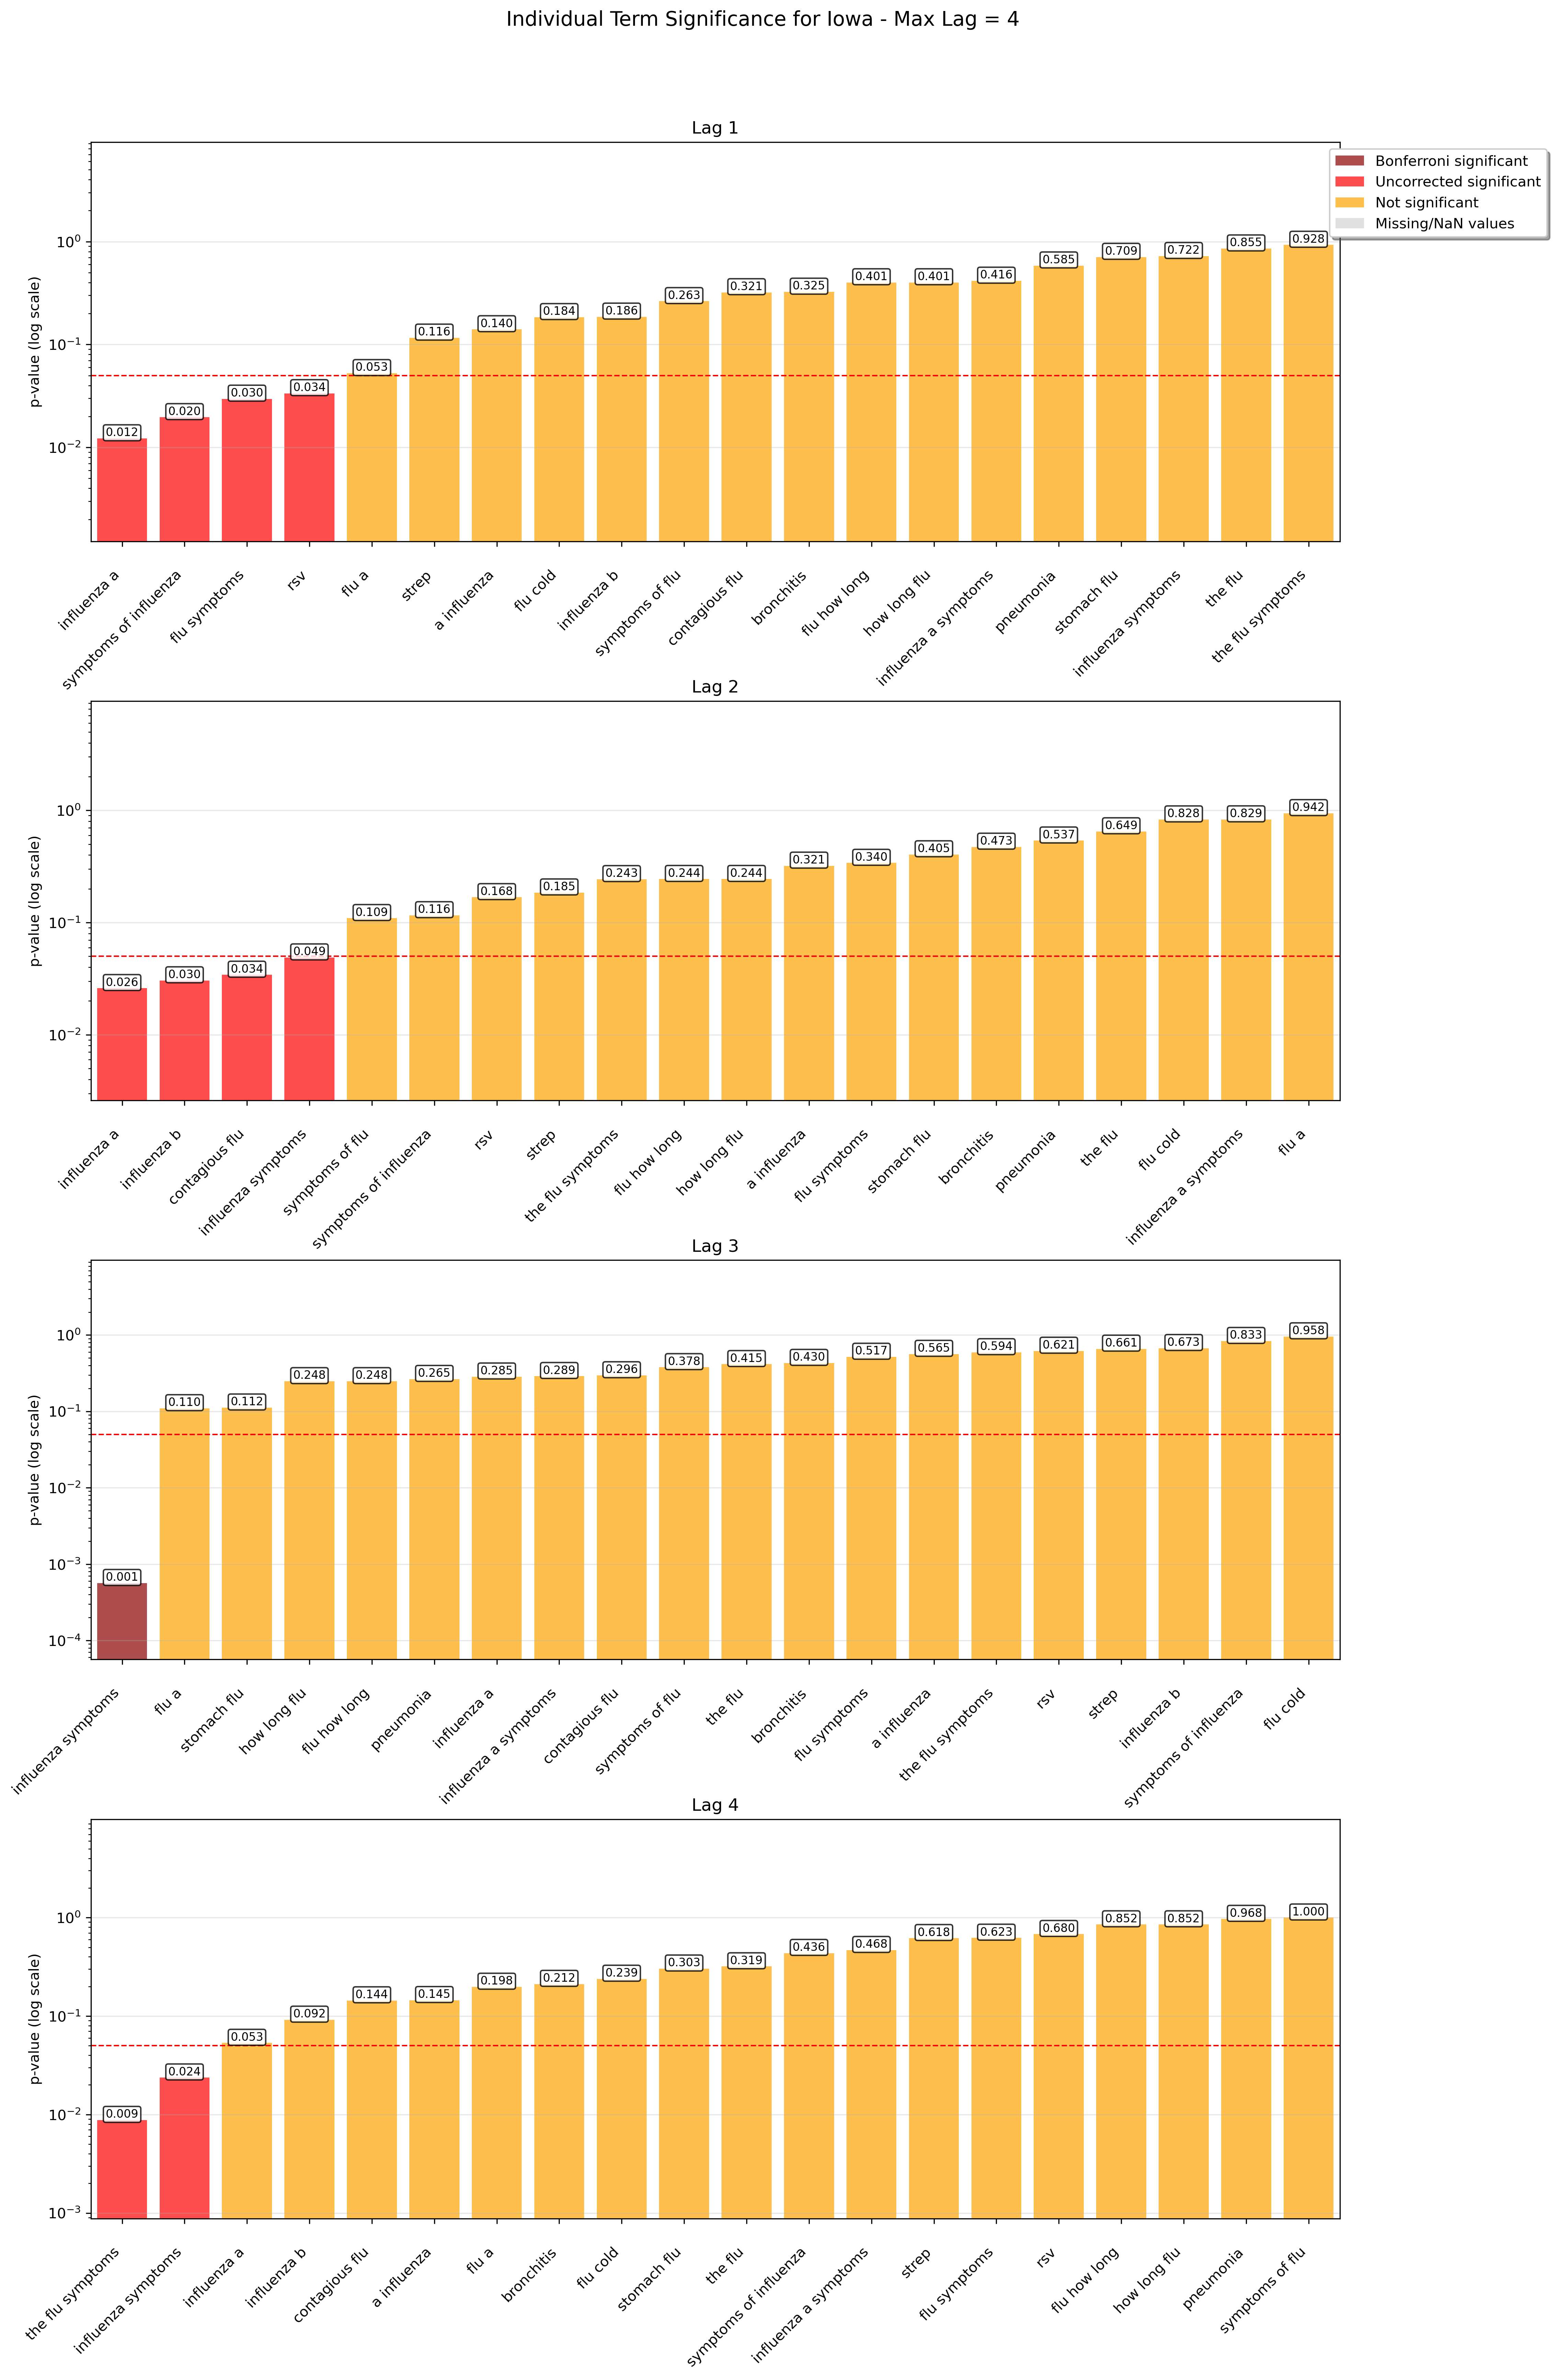 Individual Term Significance for Iowa - Max Lag = 4
Lag 1
Bonferroni significant
Uncorrected significant
Not significant
Missing/NaN values
p-value (log scale)
10⁰
10⁻¹
10⁻²
0.012 0.020 0.030 0.034 0.053 0.116 0.140 0.184 0.186 0.263 0.321 0.325 0.401 0.401 0.416 0.585 0.709 0.722 0.855 0.928
influenza a
symptoms of influenza
flu symptoms
rsv
flu a
strep
a influenza
flu cold
influenza b
symptoms of flu
contagious flu
bronchitis
flu how long
how long flu
influenza a symptoms
pneumonia
stomach flu
influenza symptoms
the flu
the flu symptoms
Lag 2
p-value (log scale)
10⁰
10⁻¹
10⁻²
0.026 0.030 0.034 0.049 0.109 0.116 0.168 0.185 0.243 0.244 0.244 0.321 0.340 0.405 0.473 0.537 0.649 0.828 0.829 0.942
influenza a
influenza b
contagious flu
influenza symptoms
symptoms of flu
symptoms of influenza
rsv
strep
the flu symptoms
flu how long
how long flu
a influenza
flu symptoms
stomach flu
bronchitis
pneumonia
the flu
flu cold
influenza a symptoms
flu a
Lag 3
p-value (log scale)
10⁰
10⁻¹
10⁻²
10⁻³
10⁻⁴
0.001 0.110 0.112 0.248 0.248 0.265 0.285 0.289 0.296 0.378 0.415 0.430 0.517 0.565 0.594 0.621 0.661 0.673 0.833 0.958
influenza symptoms
flu a
stomach flu
how long flu
flu how long
pneumonia
influenza a
influenza a symptoms
contagious flu
symptoms of flu
the flu
bronchitis
flu symptoms
a influenza
the flu symptoms
rsv
strep
influenza b
symptoms of influenza
flu cold
Lag 4
p-value (log scale)
10⁰
10⁻¹
10⁻²
10⁻³
0.009 0.024 0.053 0.092 0.144 0.145 0.198 0.212 0.239 0.303 0.319 0.436 0.468 0.618 0.623 0.680 0.852 0.852 0.968 1.000
the flu symptoms
influenza symptoms
influenza a
influenza b
contagious flu
a influenza
flu a
bronchitis
flu cold
stomach flu
the flu
symptoms of influenza
influenza a symptoms
strep
flu symptoms
rsv
flu how long
how long flu
pneumonia
symptoms of flu